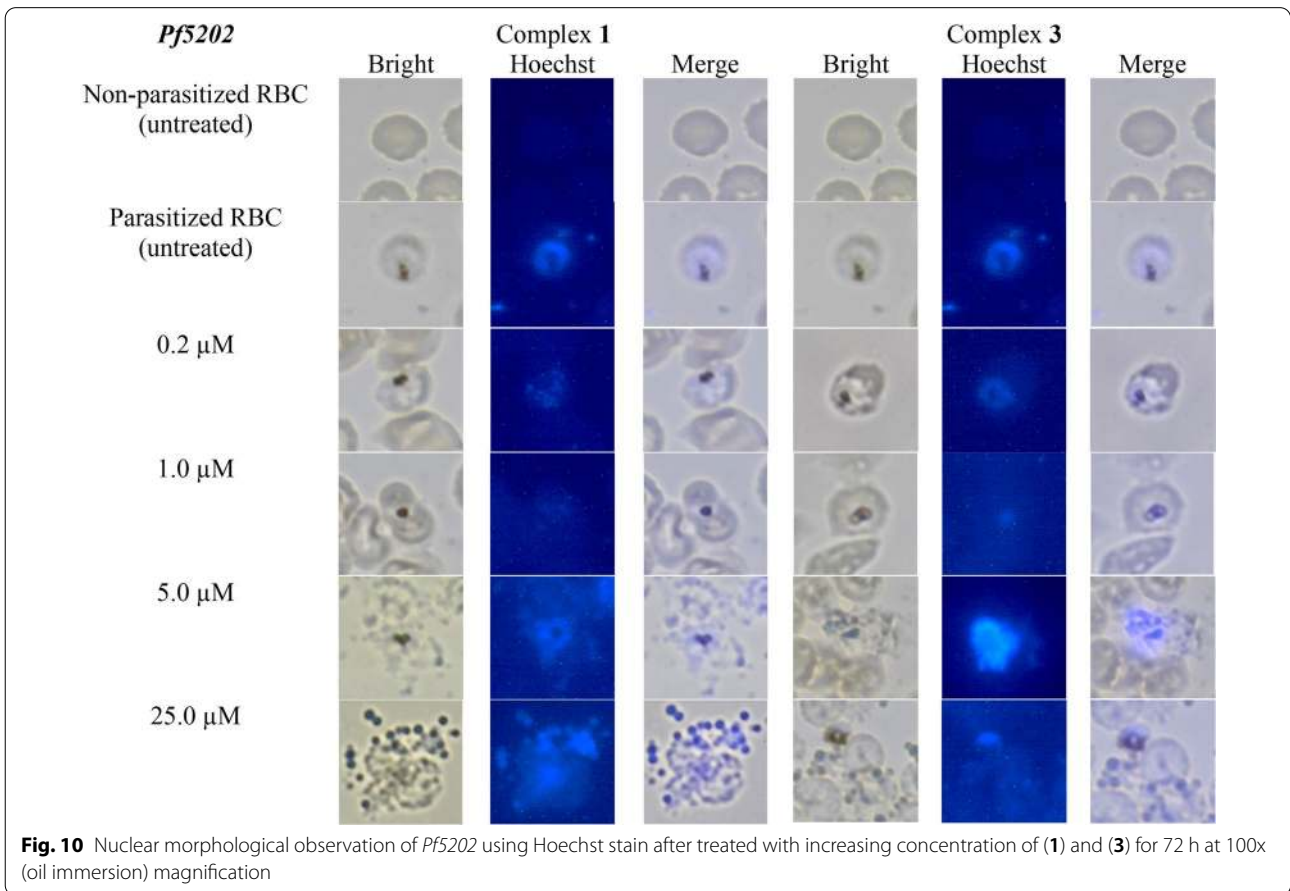 Pf5202 Complex 1 Complex 3
Bright Hoechst Merge Bright Hoechst Merge
Non-parasitized RBC
(untreated)
Parasitized RBC
(untreated)
0.2 µM
1.0 µM
5.0 µM
25.0 µM
Fig. 10 Nuclear morphological observation of Pf5202 using Hoechst stain after treated with increasing concentration of (1) and (3) for 72 h at 100x
(oil immersion) magnification